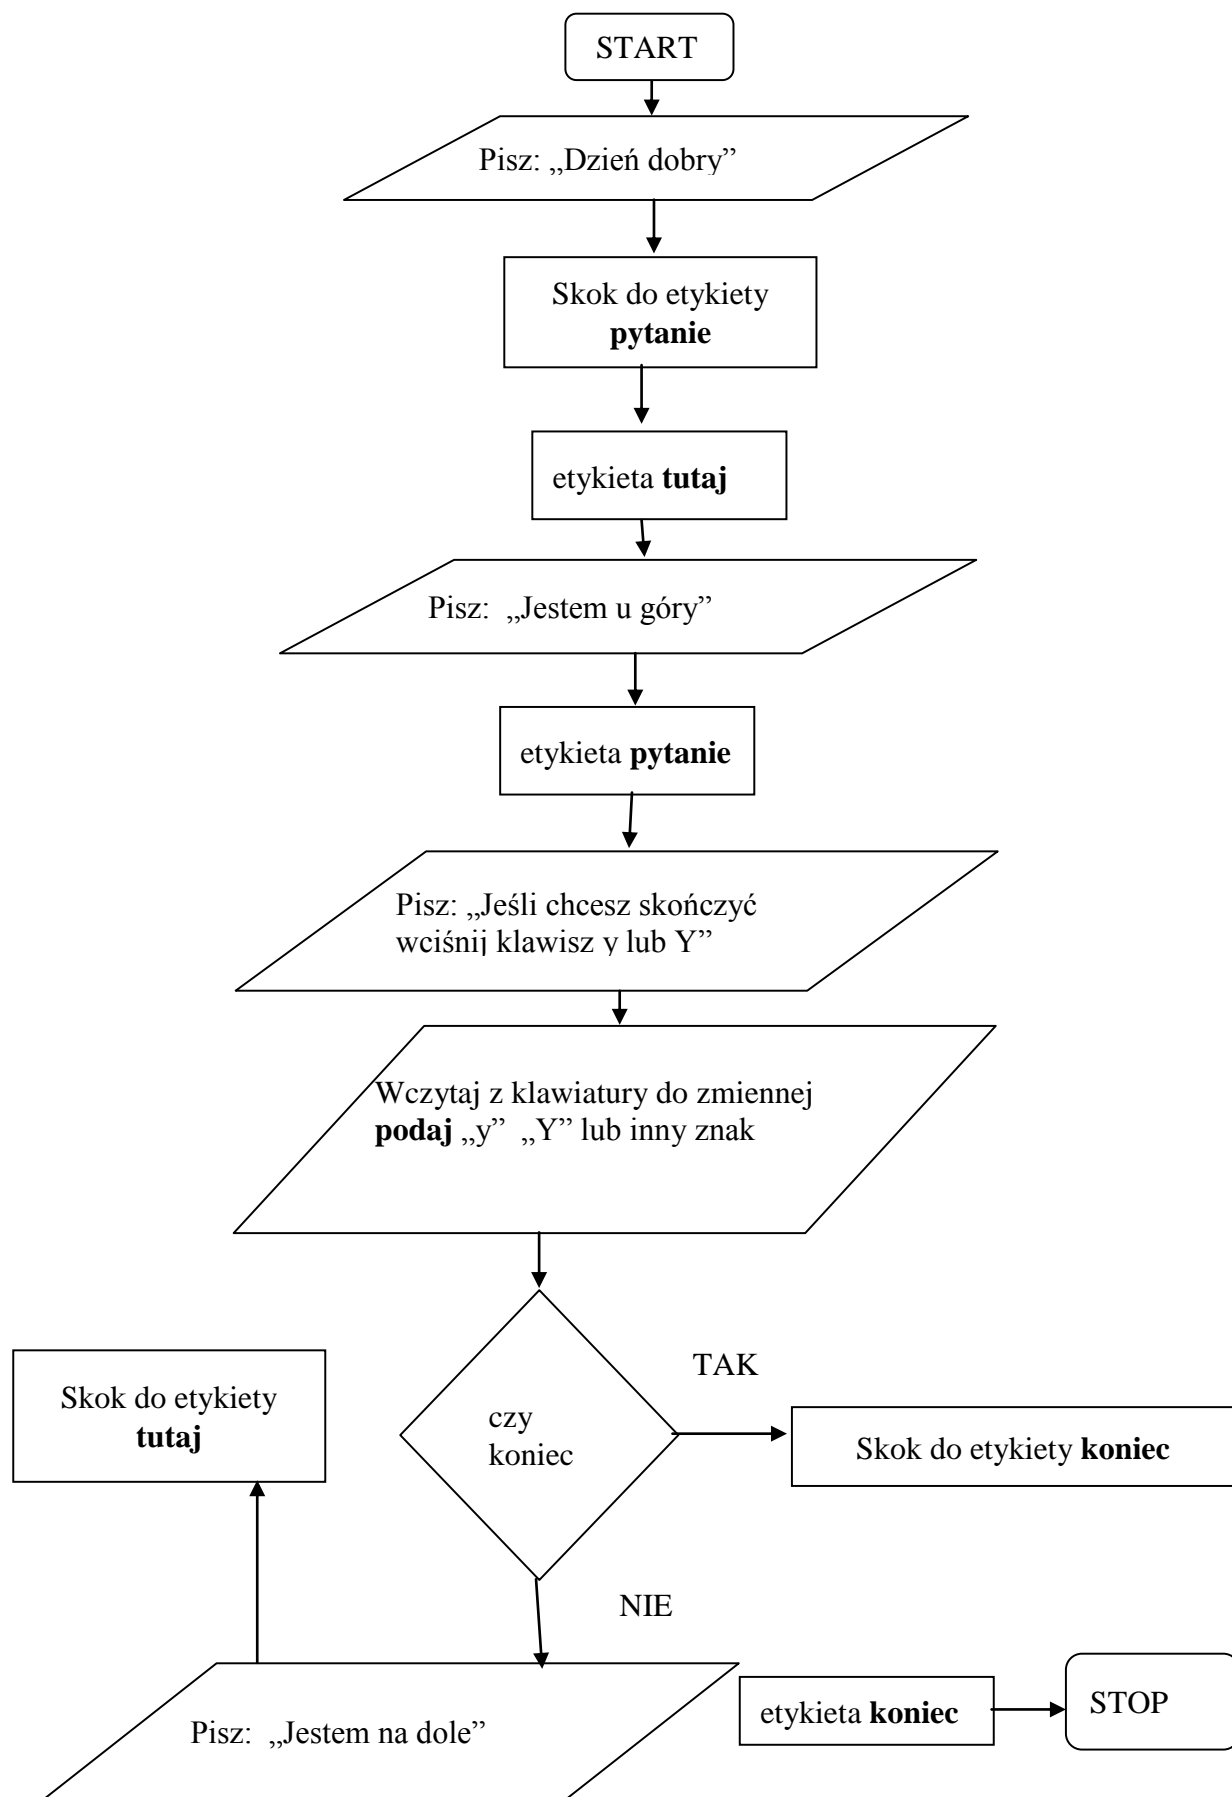 START
Pisz: „Dzień dobry”
Skok do etykiety
pytanie
etykieta tutaj
Pisz:  „Jestem u góry”
etykieta pytanie
Pisz: „Jeśli chcesz skończyć
wciśnij klawisz y lub Y”
Wczytaj z klawiatury do zmiennej
podaj „y”  „Y” lub inny znak
TAK
Skok do etykiety
tutaj
czy
koniec
Skok do etykiety koniec
NIE
Pisz:  „Jestem na dole”
etykieta koniec
STOP